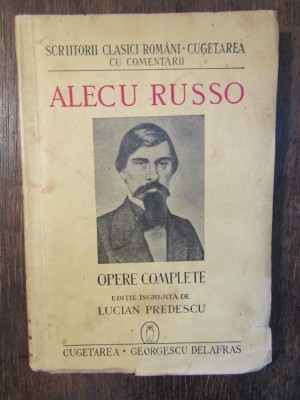 SCRIITORII CLASICI ROMÂNI • CUGETAREA
CU COMENTARII
ALECU RUSSO
OPERE COMPLETE
EDIȚIE ÎNGRIJITĂ DE
LUCIAN PREDESCU
CUGETAREA • GEORGESCU DELAFRAS